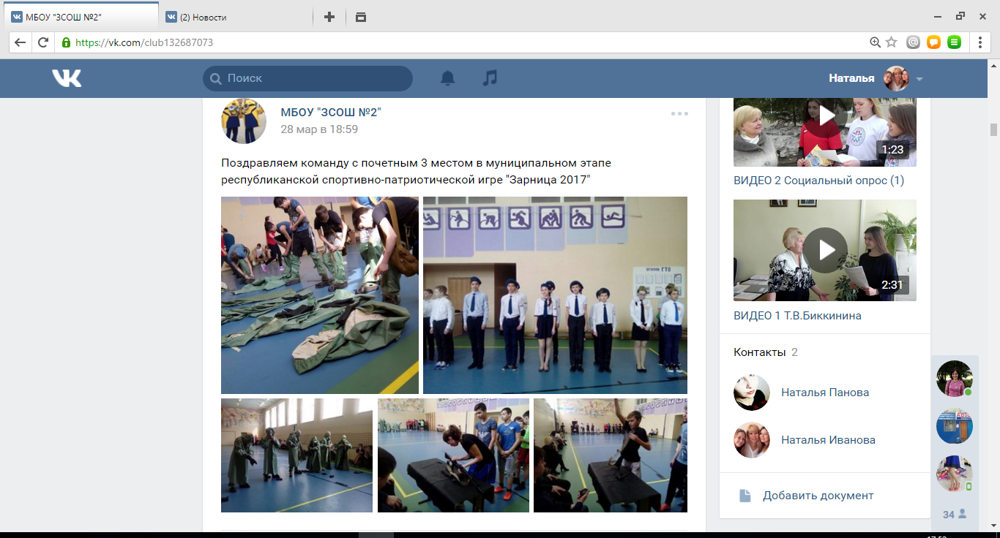 МБОУ "ЗСОШ №2"
(2) Новости
https://vk.com/club132687073
Поиск
Наталья
МБОУ "ЗСОШ №2"
28 мар в 18:59
Поздравляем команду с почетным 3 местом в муниципальном этапе
республиканской спортивно-патриотической игре "Зарница 2017"
УГОЛОК ГТО
1:23
ВИДЕО 2 Социальный опрос (1)
2:31
ВИДЕО 1 Т.В.Биккинина
Контакты 2
Наталья Панова
Наталья Иванова
Добавить документ
34